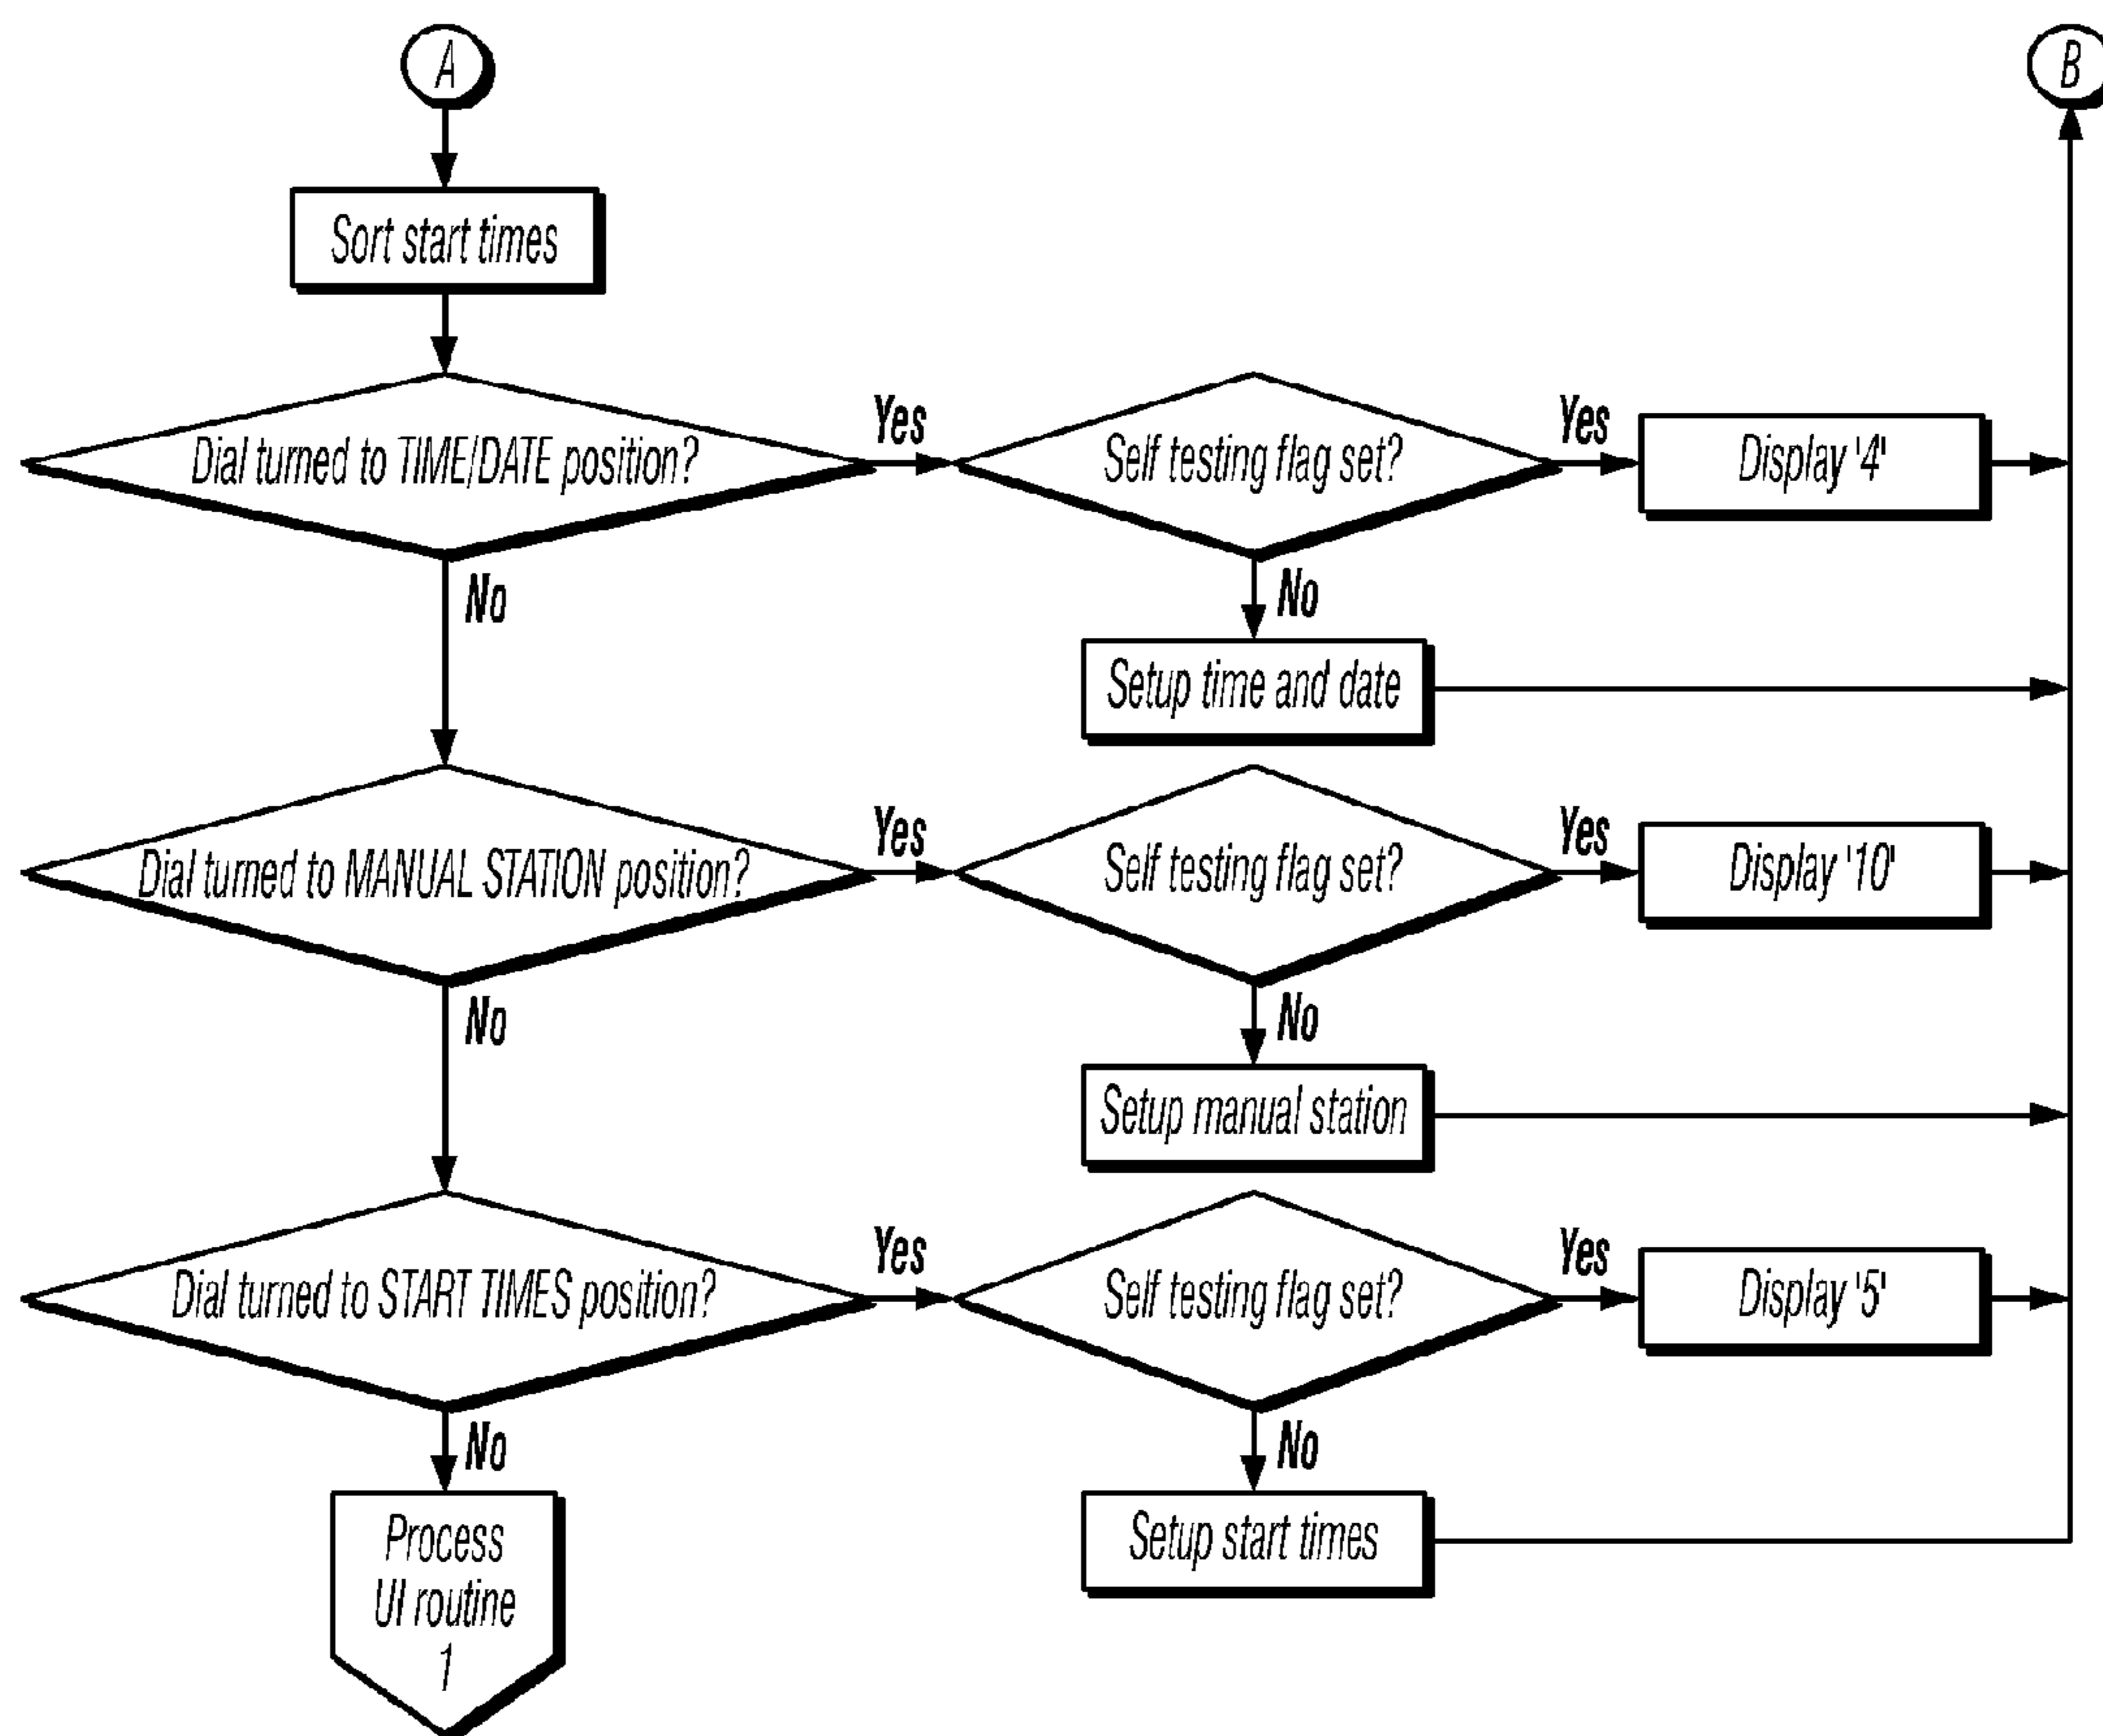 A
B
Sort start times
Dial turned to TIME/DATE position?
Yes
Self testing flag set?
Yes
Display '4'
No
No
Setup time and date
Dial turned to MANUAL STATION position?
Yes
Self testing flag set?
Yes
Display '10'
No
No
Setup manual station
Dial turned to START TIMES position?
Yes
Self testing flag set?
Yes
Display '5'
No
No
Setup start times
Process
UI routine
1